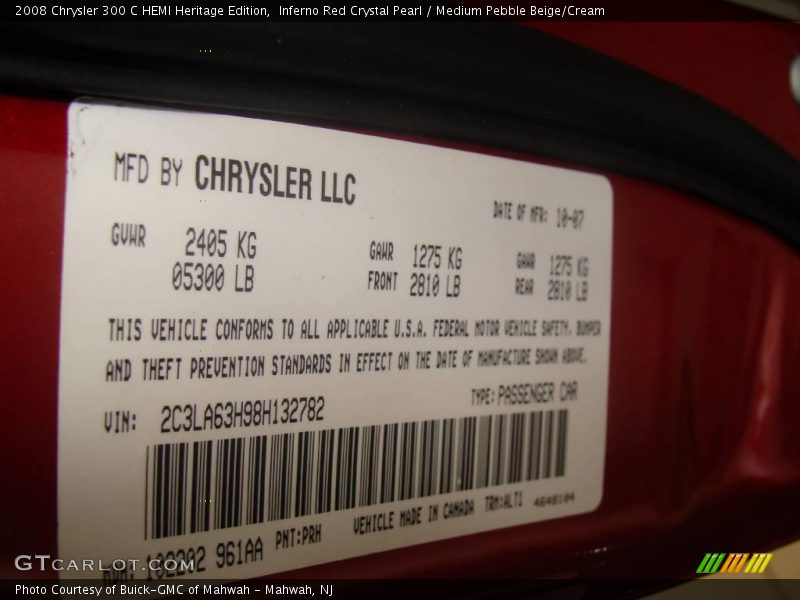 2008 Chrysler 300 C HEMI Heritage Edition,  Inferno Red Crystal Pearl / Medium Pebble Beige/Cream
MFD BY CHRYSLER LLC
DATE OF MFR: 10-07
GVWR 2405 KG GAWR 1275 KG GAWR 1275 KG
05300 LB FRONT 2810 LB REAR 2810 LB
THIS VEHICLE CONFORMS TO ALL APPLICABLE U.S.A. FEDERAL MOTOR VEHICLE SAFETY, BUMPER
AND THEFT PREVENTION STANDARDS IN EFFECT ON THE DATE OF MANUFACTURE SHOWN ABOVE.
VIN: 2C3LA63H98H132782 TYPE: PASSENGER CAR
MDH: 102202 961AA PNT:PRH VEHICLE MADE IN CANADA TRM:ALT1 4648104
GTCARLOT.COM
Photo Courtesy of Buick-GMC of Mahwah - Mahwah, NJ